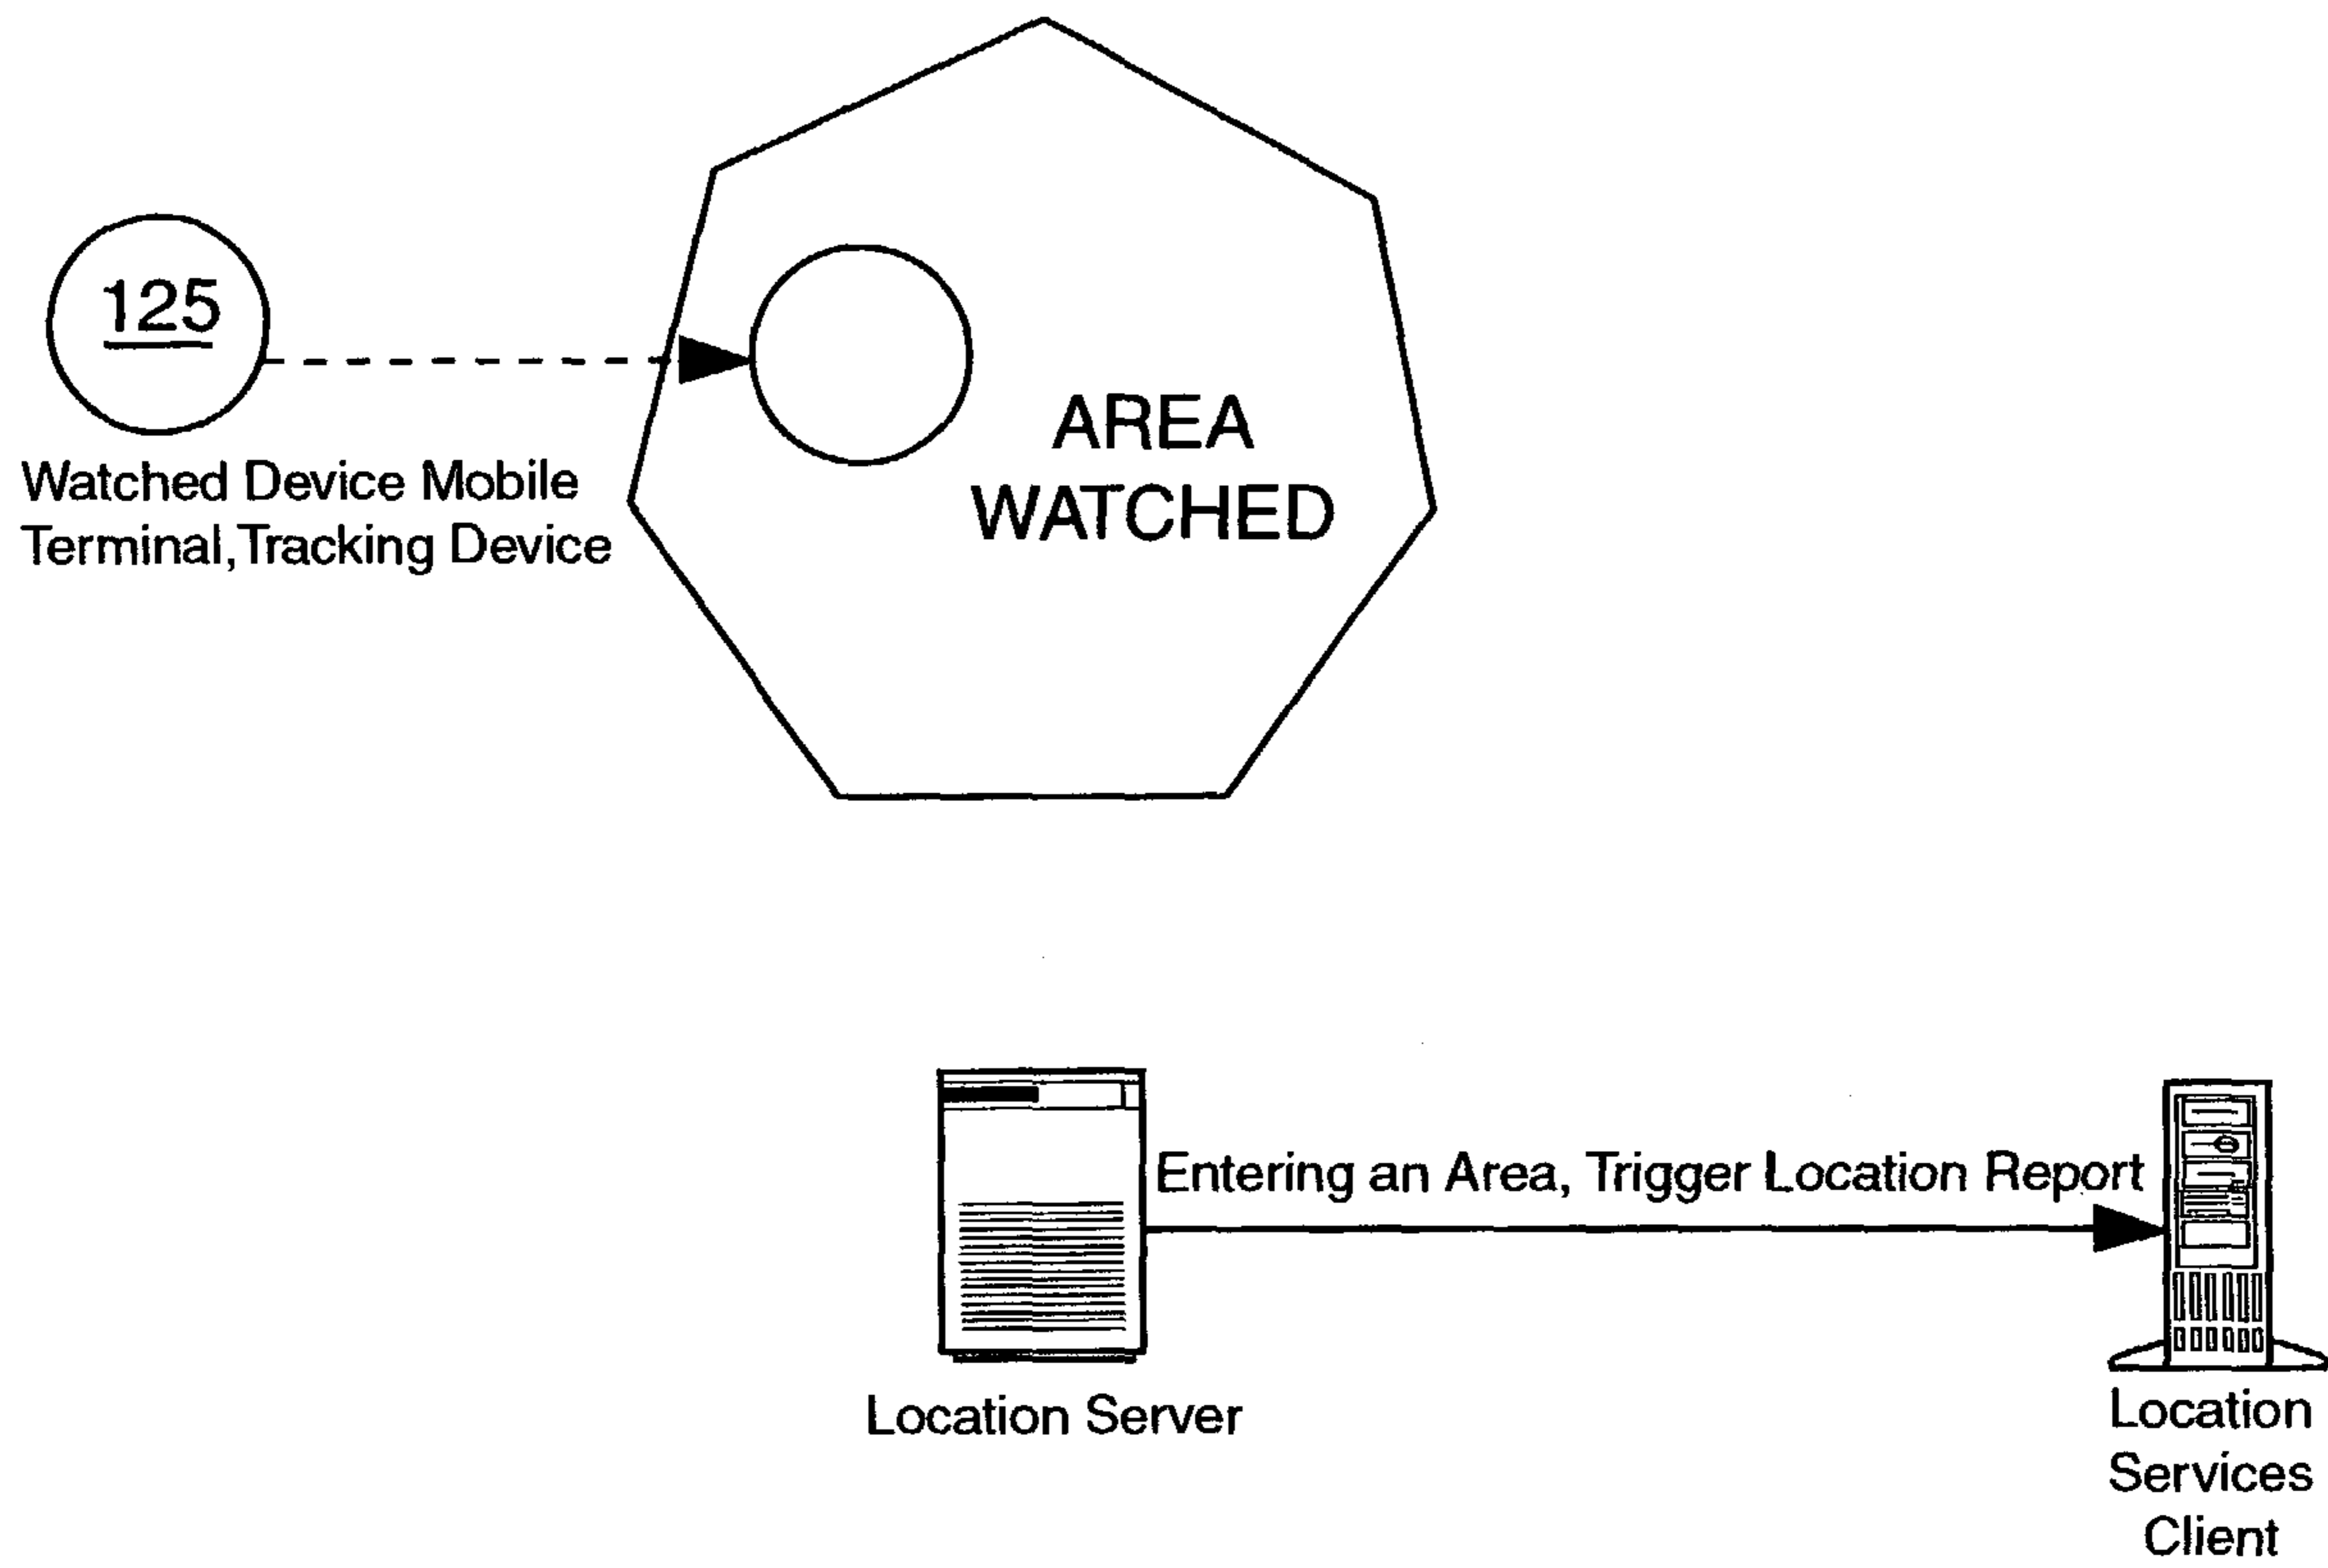 125
Watched Device Mobile
Terminal,Tracking Device
AREA
WATCHED
Entering an Area, Trigger Location Report
Location Server
Location
Services
Client